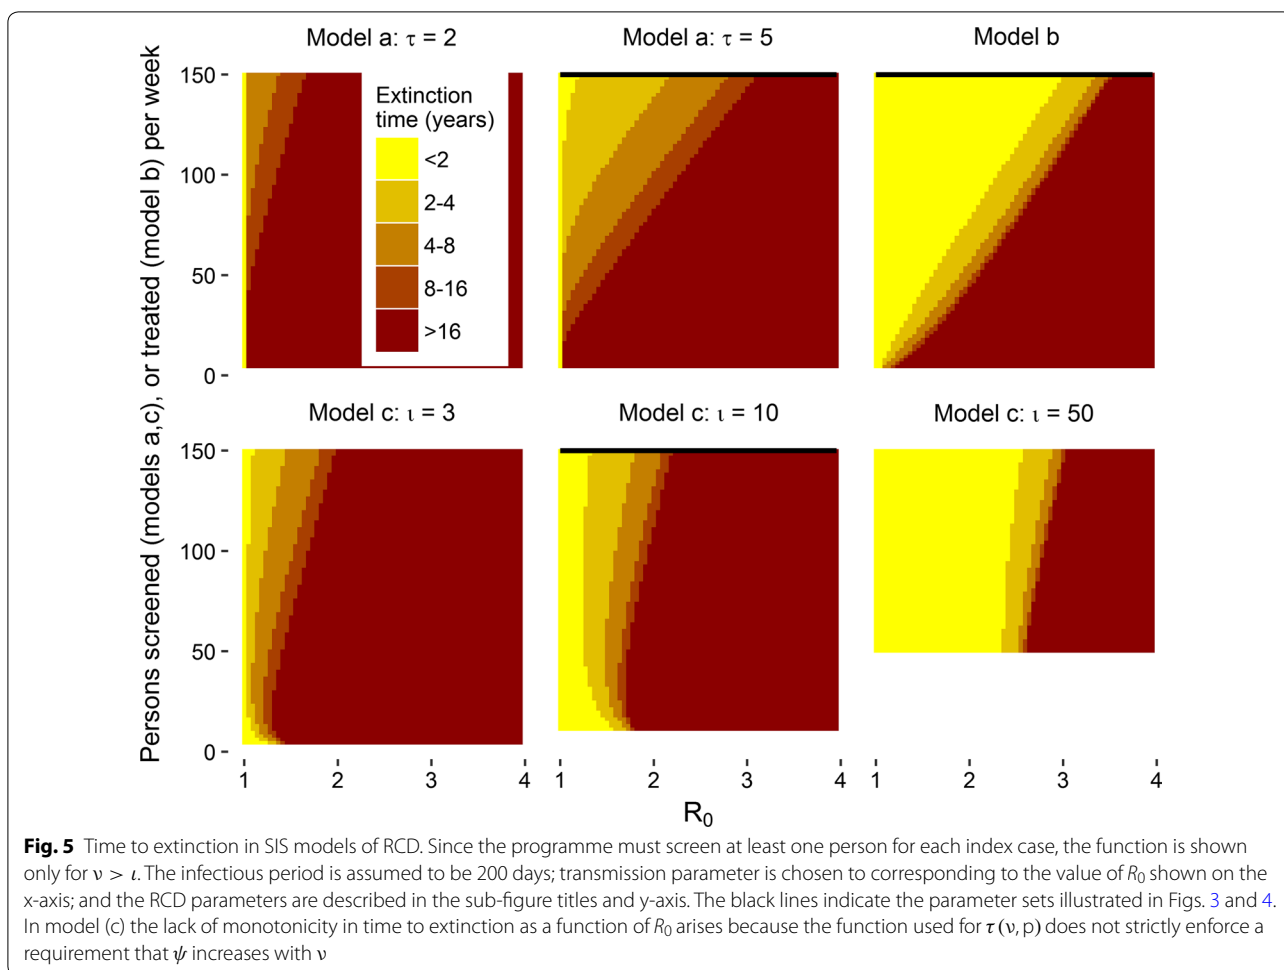 Model a: τ = 2
Model a: τ = 5
Model b
Persons screened (models a,c), or treated (model b) per week
150
100
50
0
Extinction
time (years)
<2
2-4
4-8
8-16
>16
Model c: ι = 3
Model c: ι = 10
Model c: ι = 50
150
100
50
0
1 2 3 4
1 2 3 4
1 2 3 4
R0
Fig. 5 Time to extinction in SIS models of RCD. Since the programme must screen at least one person for each index case, the function is shown
only for ν > ι. The infectious period is assumed to be 200 days; transmission parameter is chosen to corresponding to the value of R0 shown on the
x-axis; and the RCD parameters are described in the sub-figure titles and y-axis. The black lines indicate the parameter sets illustrated in Figs. 3 and 4.
In model (c) the lack of monotonicity in time to extinction as a function of R0 arises because the function used for τ(ν, p) does not strictly enforce a
requirement that ψ increases with ν